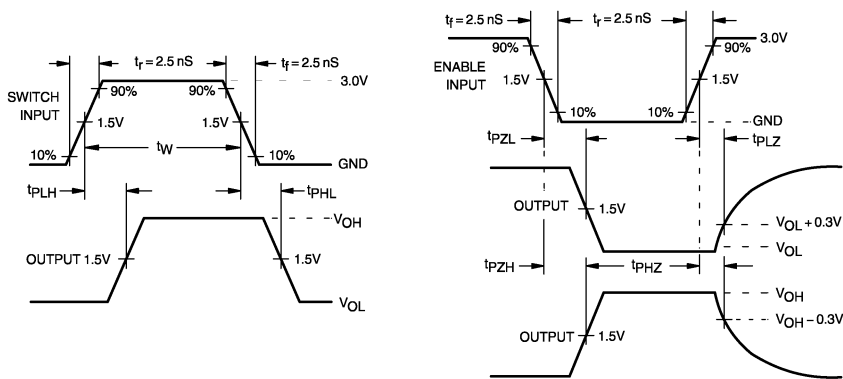 tr = 2.5 nS
tf = 2.5 nS
SWITCH
INPUT
90%
90%
3.0V
1.5V
1.5V
tW
10%
10%
GND
tPLH
tPHL
VOH
OUTPUT
1.5V
1.5V
VOL
tf = 2.5 nS
tr = 2.5 nS
3.0V
90%
90%
ENABLE
INPUT
1.5V
1.5V
10%
10%
GND
tPZL
tPLZ
OUTPUT
1.5V
VOL + 0.3V
VOL
tPZH
tPHZ
VOH
VOH – 0.3V
OUTPUT
1.5V